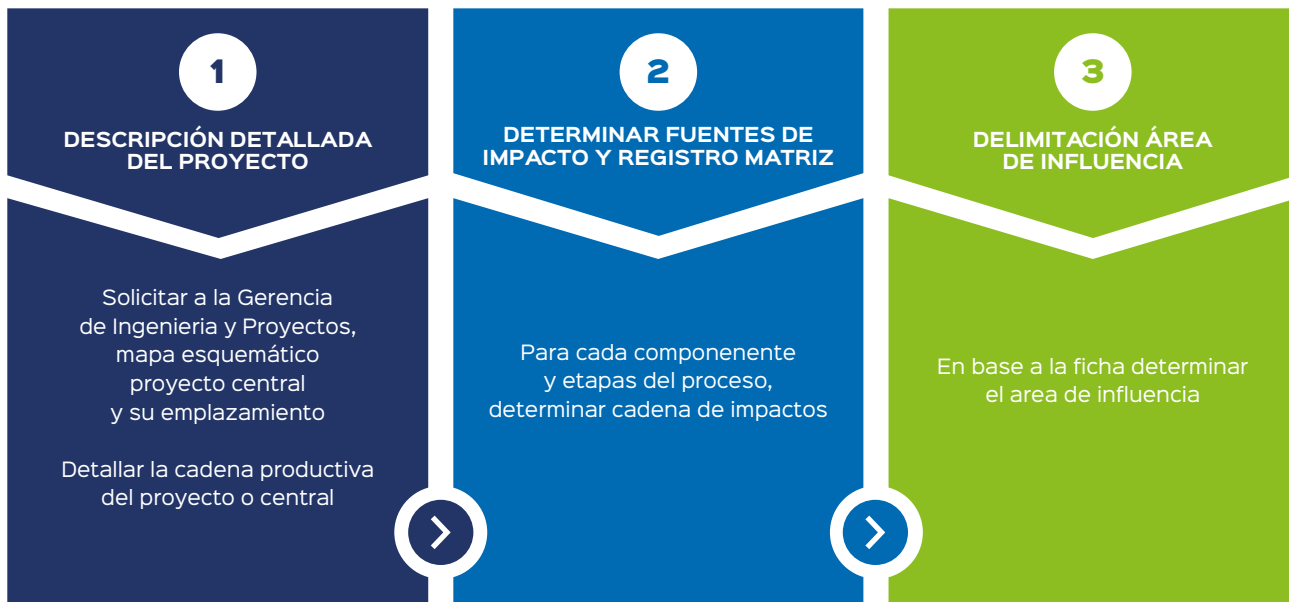 1
DESCRIPCIÓN DETALLADA
DEL PROYECTO
Solicitar a la Gerencia
de Ingenieria y Proyectos,
mapa esquemático
proyecto central
y su emplazamiento
Detallar la cadena productiva
del proyecto o central
2
DETERMINAR FUENTES DE
IMPACTO Y REGISTRO MATRIZ
Para cada componenente
y etapas del proceso,
determinar cadena de impactos
3
DELIMITACIÓN ÁREA
DE INFLUENCIA
En base a la ficha determinar
el area de influencia